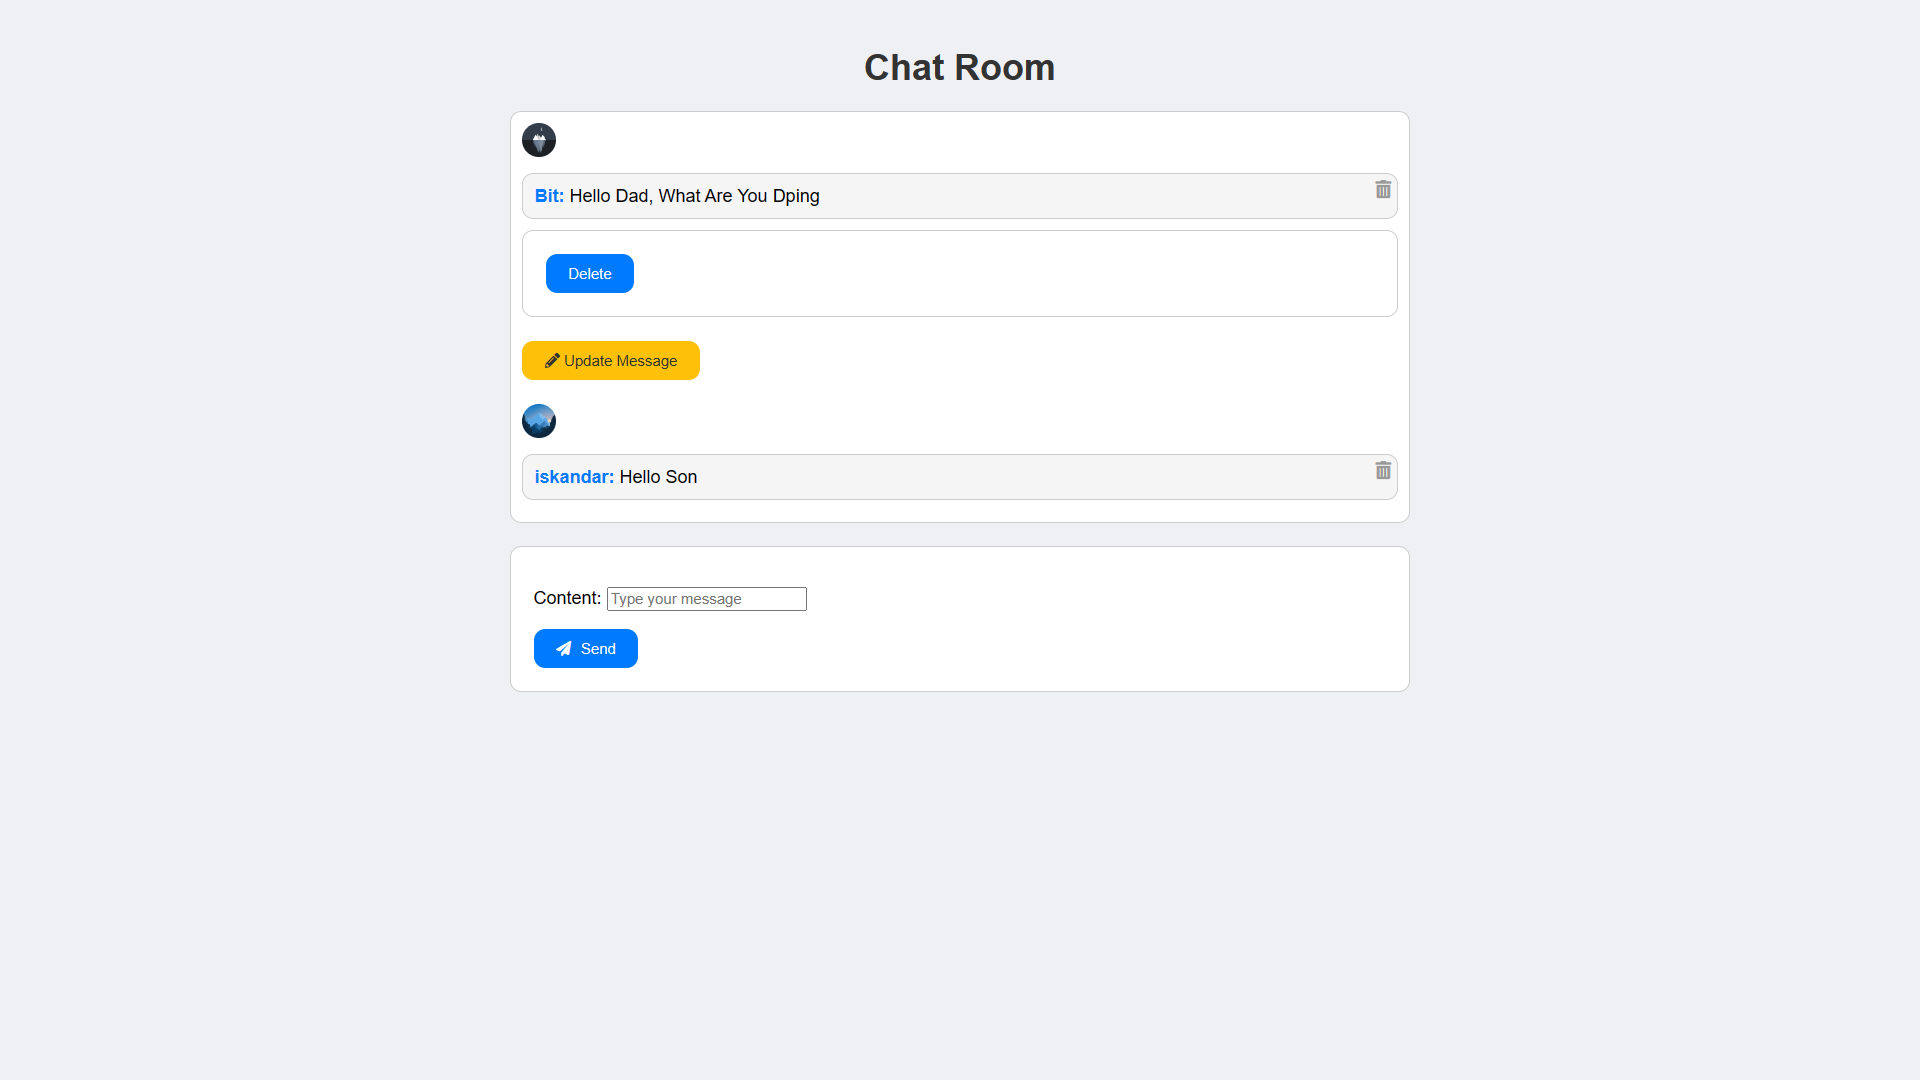 Chat Room
Bit: Hello Dad, What Are You Dping
Delete
Update Message
iskandar: Hello Son
Content: Type your message
Send